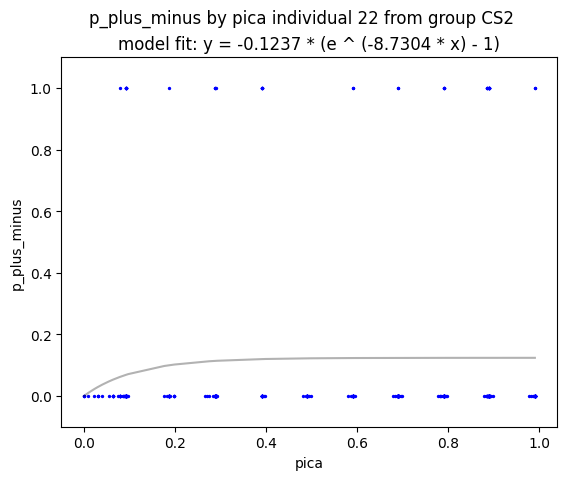 p_plus_minus by pica individual 22 from group CS2
model fit: y = -0.1237 * (e ^ (-8.7304 * x) - 1)
1.0
0.8
0.6
0.4
0.2
0.0
p_plus_minus
0.0 0.2 0.4 0.6 0.8 1.0
pica